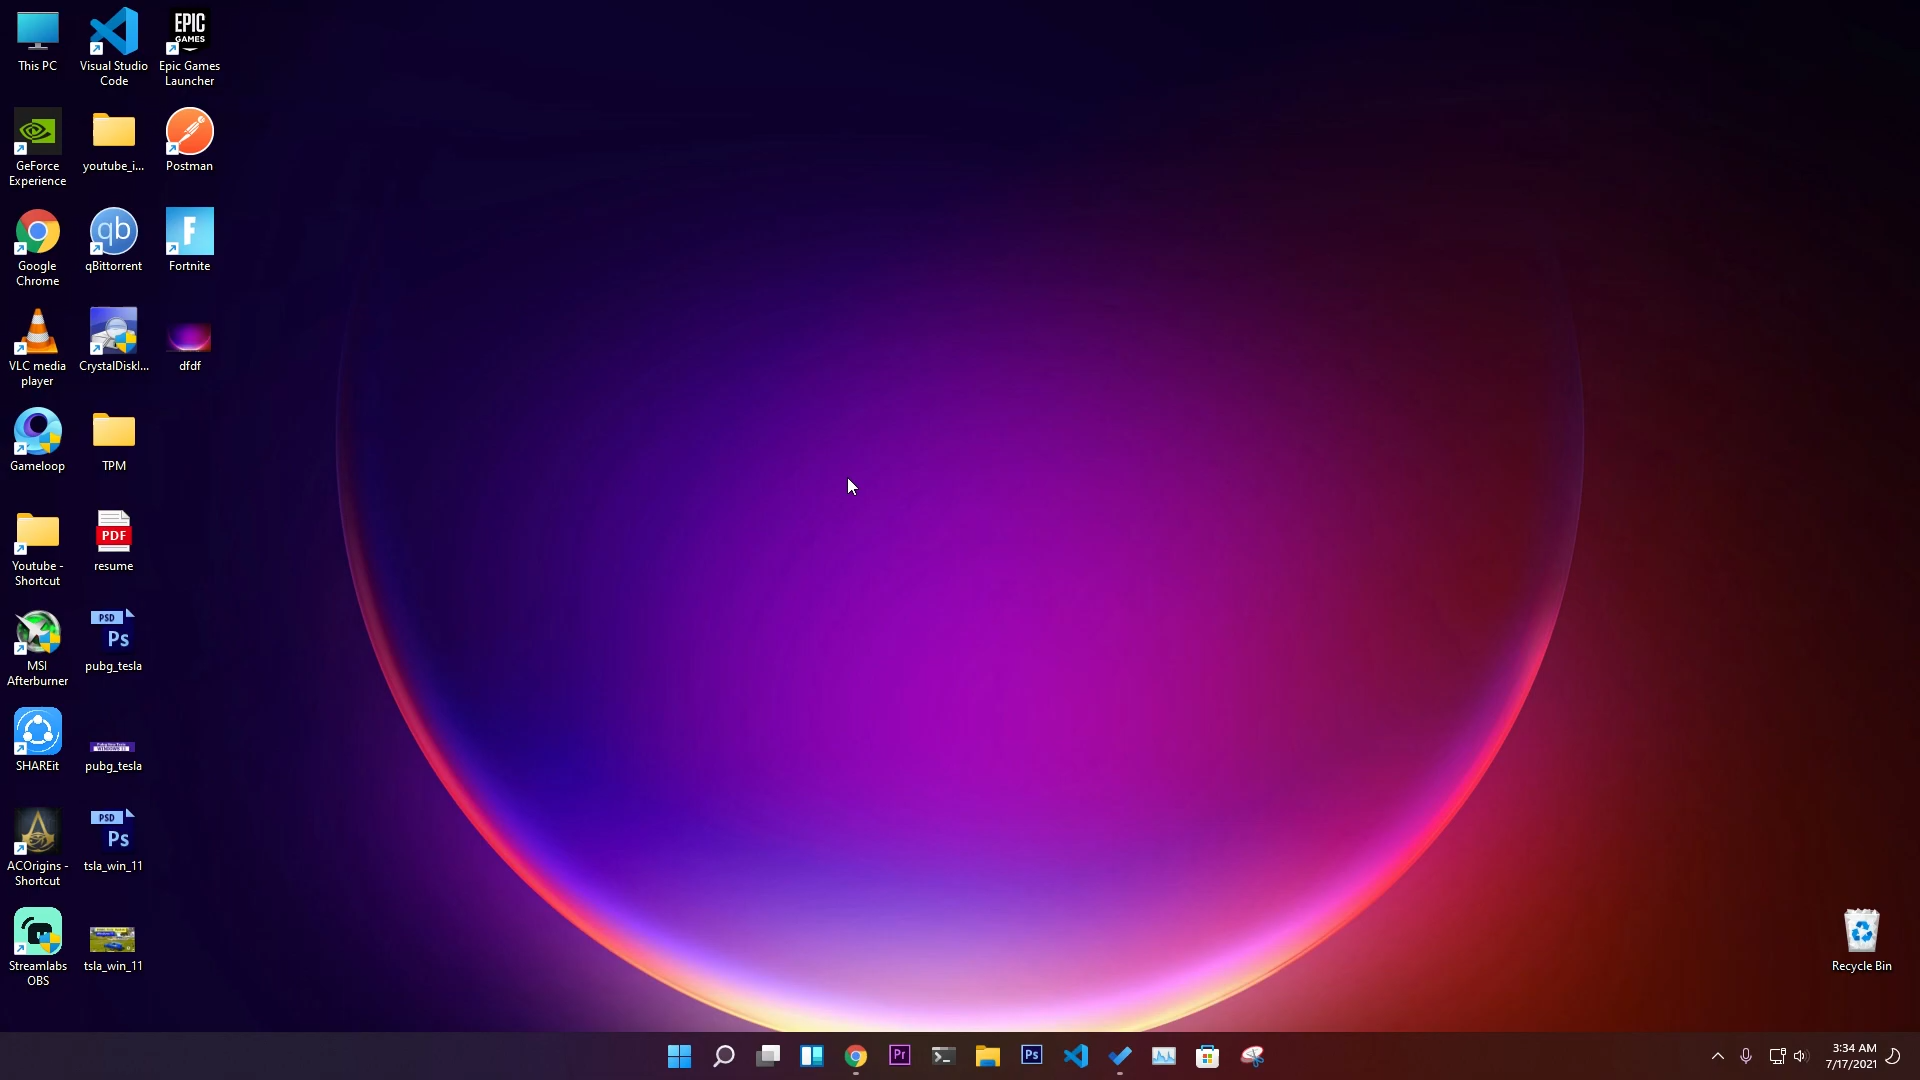 This PC
Visual Studio
Code
EPIC
GAMES
Epic Games
Launcher
GeForce
Experience
youtube_i...
Postman
Google
Chrome
qb
qBittorrent
F
Fortnite
VLC media
player
CrystalDiskI...
dfdf
Gameloop
TPM
Youtube -
Shortcut
PDF
resume
MSI
Afterburner
PSD
Ps
pubg_tesla
SHAREit
pubg_tesla
ACOrigins -
Shortcut
PSD
Ps
tsla_win_11
Streamlabs
OBS
tsla_win_11
Recycle Bin
Pr
Ps
3:34 AM
7/17/2021